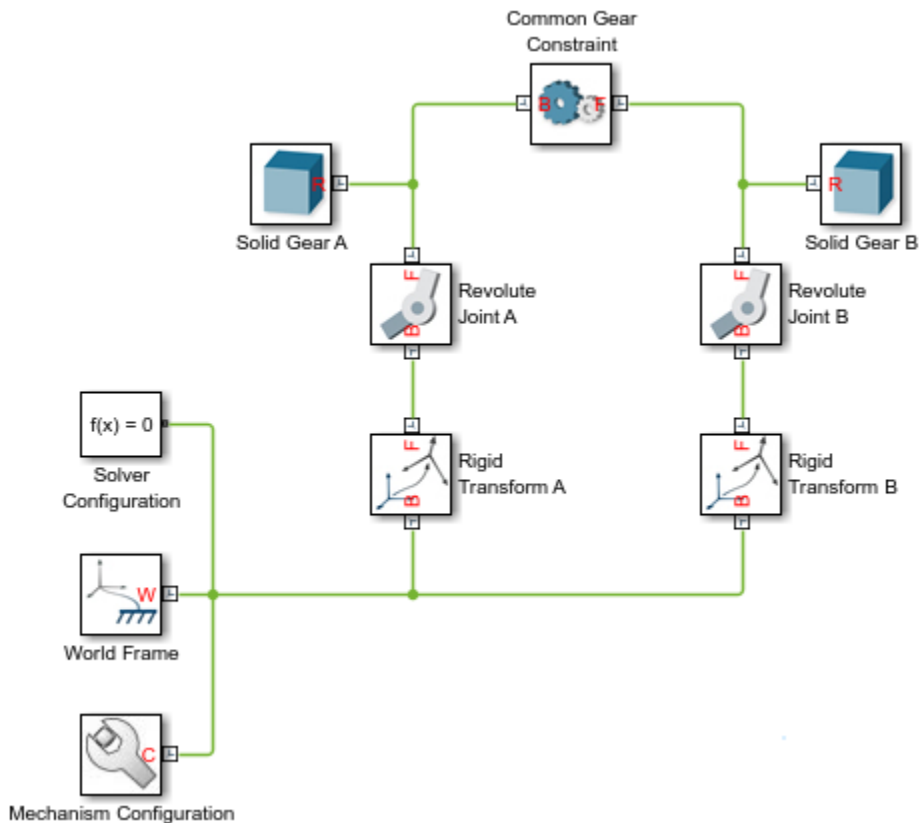 Common Gear
Constraint
B F
R
Solid Gear A
R
Solid Gear B
F
Revolute
Joint A
B
F
Revolute
Joint B
B
f(x) = 0
Solver
Configuration
F
Rigid
Transform A
B
F
Rigid
Transform B
B
W
World Frame
C
Mechanism Configuration